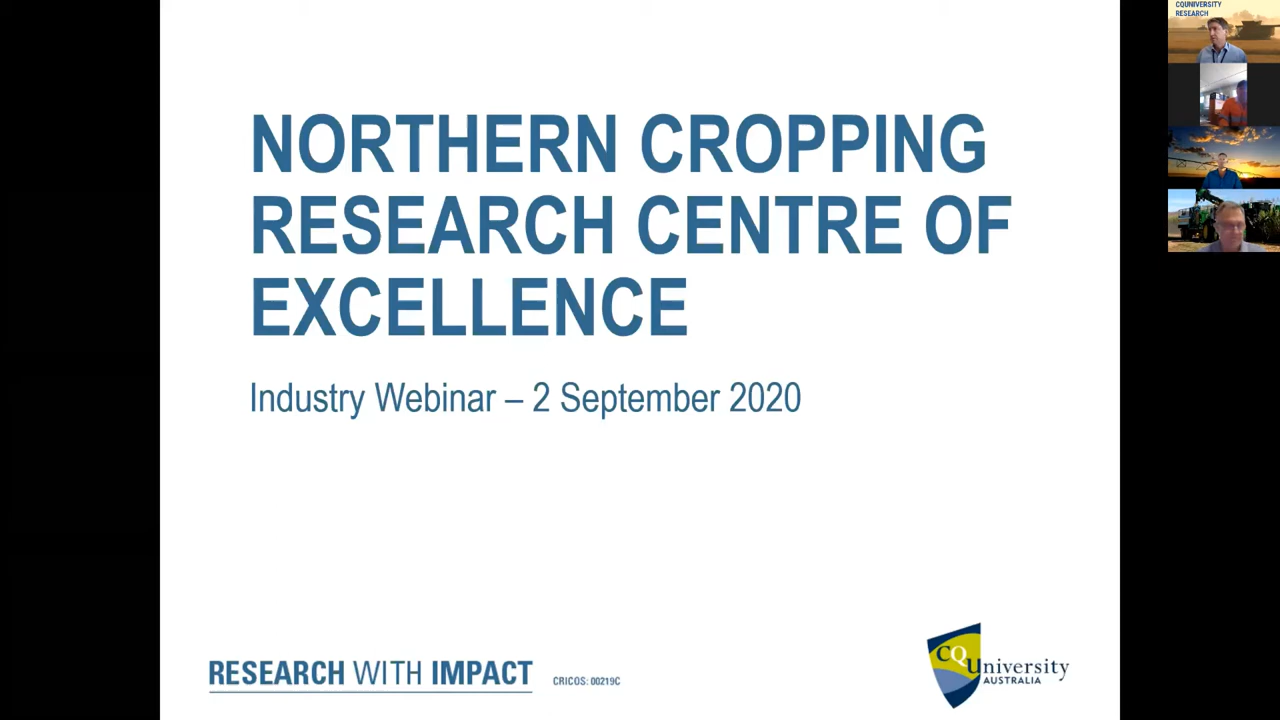 NORTHERN CROPPING
RESEARCH CENTRE OF
EXCELLENCE
Industry Webinar – 2 September 2020
RESEARCH WITH IMPACT
CRICOS: 00219C
CQUniversity
AUSTRALIA
CQUNIVERSITY
RESEARCH